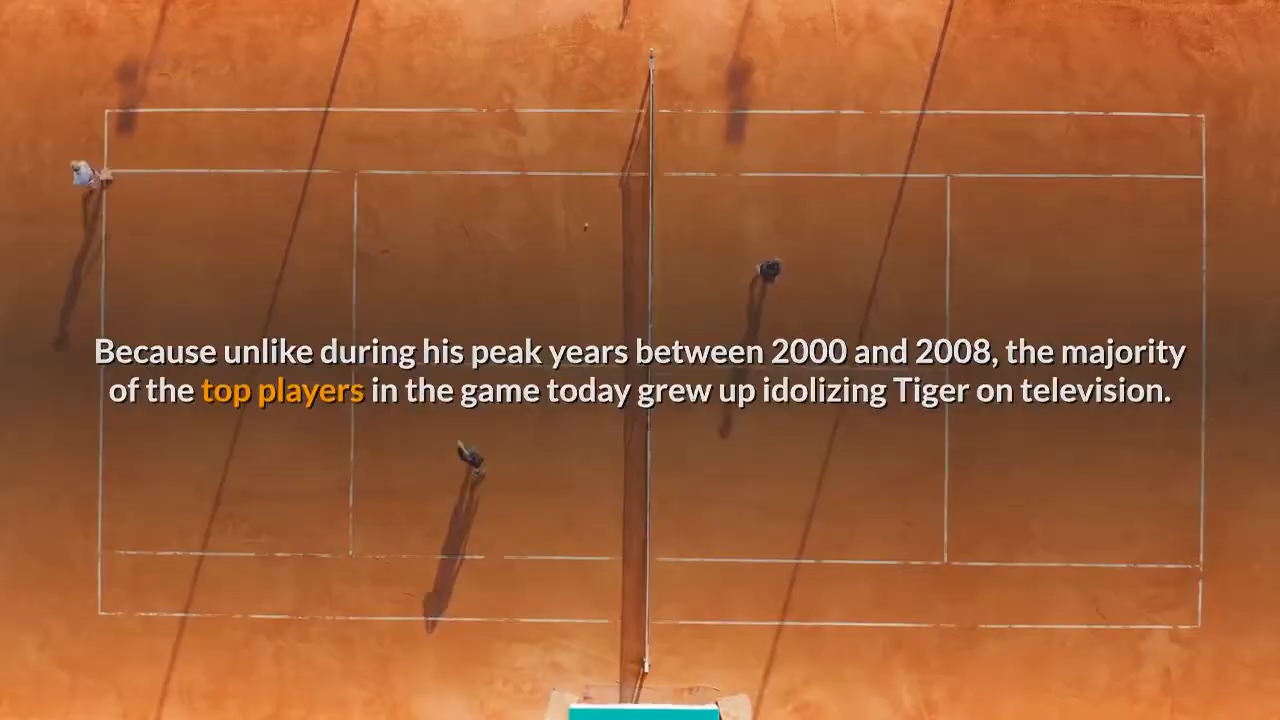 Because unlike during his peak years between 2000 and 2008, the majority
of the top players in the game today grew up idolizing Tiger on television.